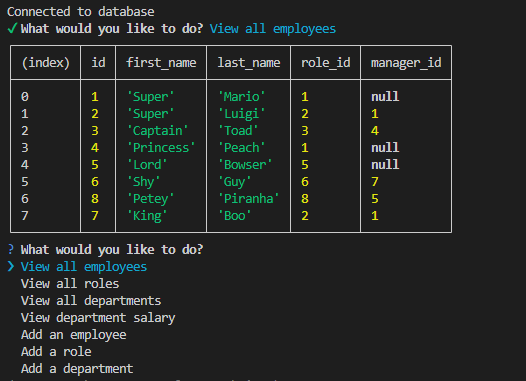 Connected to database
✓ What would you like to do? View all employees
(index) id first_name last_name role_id manager_id
0 1 'Super' 'Mario' 1 null
1 2 'Super' 'Luigi' 2 1
2 3 'Captain' 'Toad' 3 4
3 4 'Princess' 'Peach' 1 null
4 5 'Lord' 'Bowser' 5 null
5 6 'Shy' 'Guy' 6 7
6 8 'Petey' 'Piranha' 8 5
7 7 'King' 'Boo' 2 1
? What would you like to do?
❯ View all employees
View all roles
View all departments
View department salary
Add an employee
Add a role
Add a department